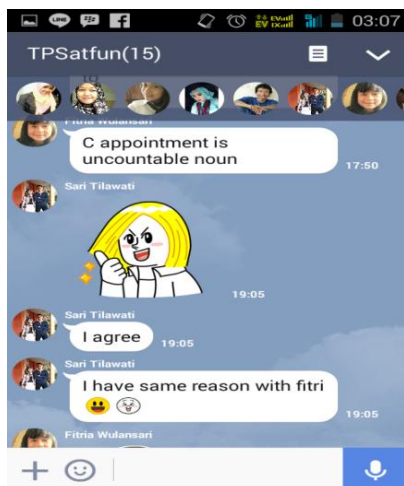 LINE
03:07
TPSatfun(15)
Fitria Wulansari
C appointment is
uncountable noun
17:50
Sari Tilawati
19:05
Sari Tilawati
I agree
19:05
Sari Tilawati
I have same reason with fitri
19:05
Fitria Wulansari